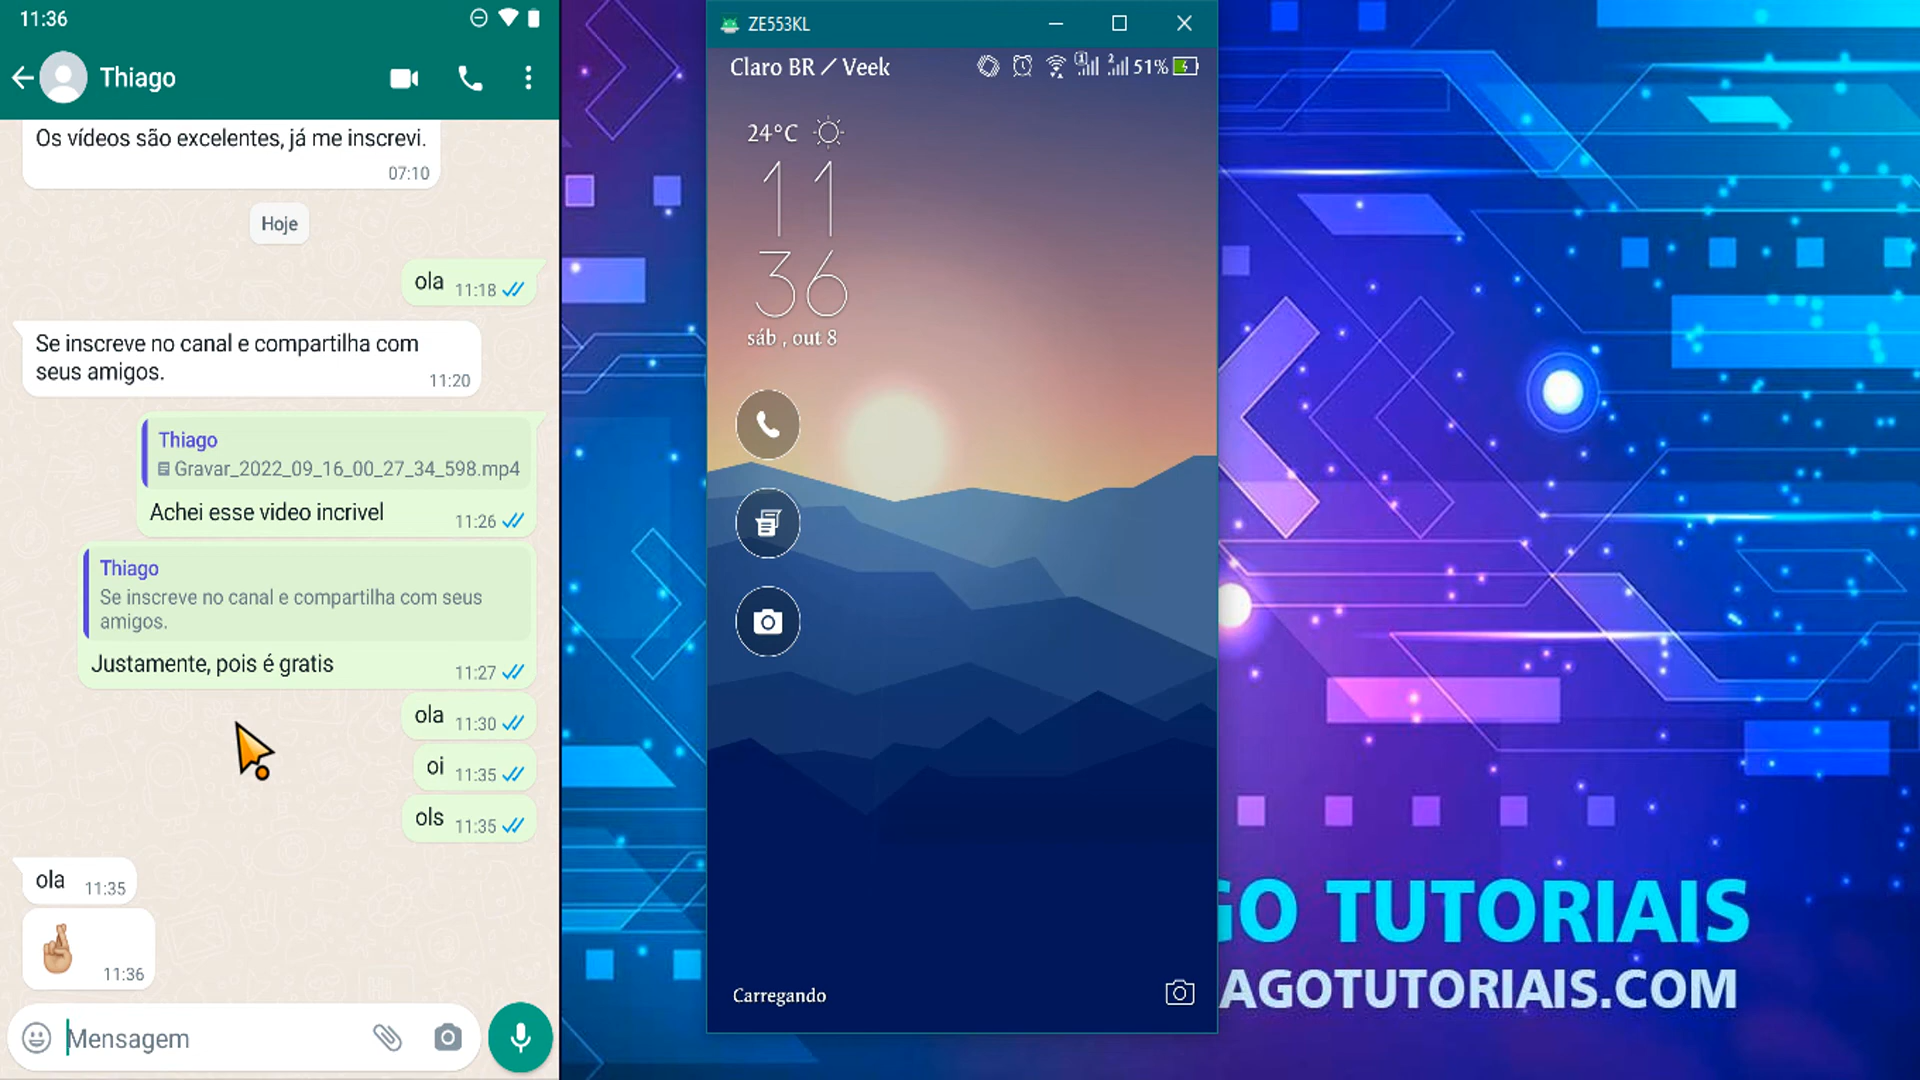 11:36
Thiago
Os vídeos são excelentes, já me inscrevi.
07:10
Hoje
ola 11:18
Se inscreve no canal e compartilha com
seus amigos.
11:20
Thiago
Gravar_2022_09_16_00_27_34_598.mp4
Achei esse video incrivel 11:26
Thiago
Se inscreve no canal e compartilha com seus
amigos.
Justamente, pois é gratis 11:27
ola 11:30
oi 11:35
ols 11:35
ola 11:35
11:36
Mensagem
ZE553KL
Claro BR / Veek
1 2 51%
24°C
11
36
sáb , out 8
Carregando
GO TUTORIAIS
AGOTUTORIAIS.COM